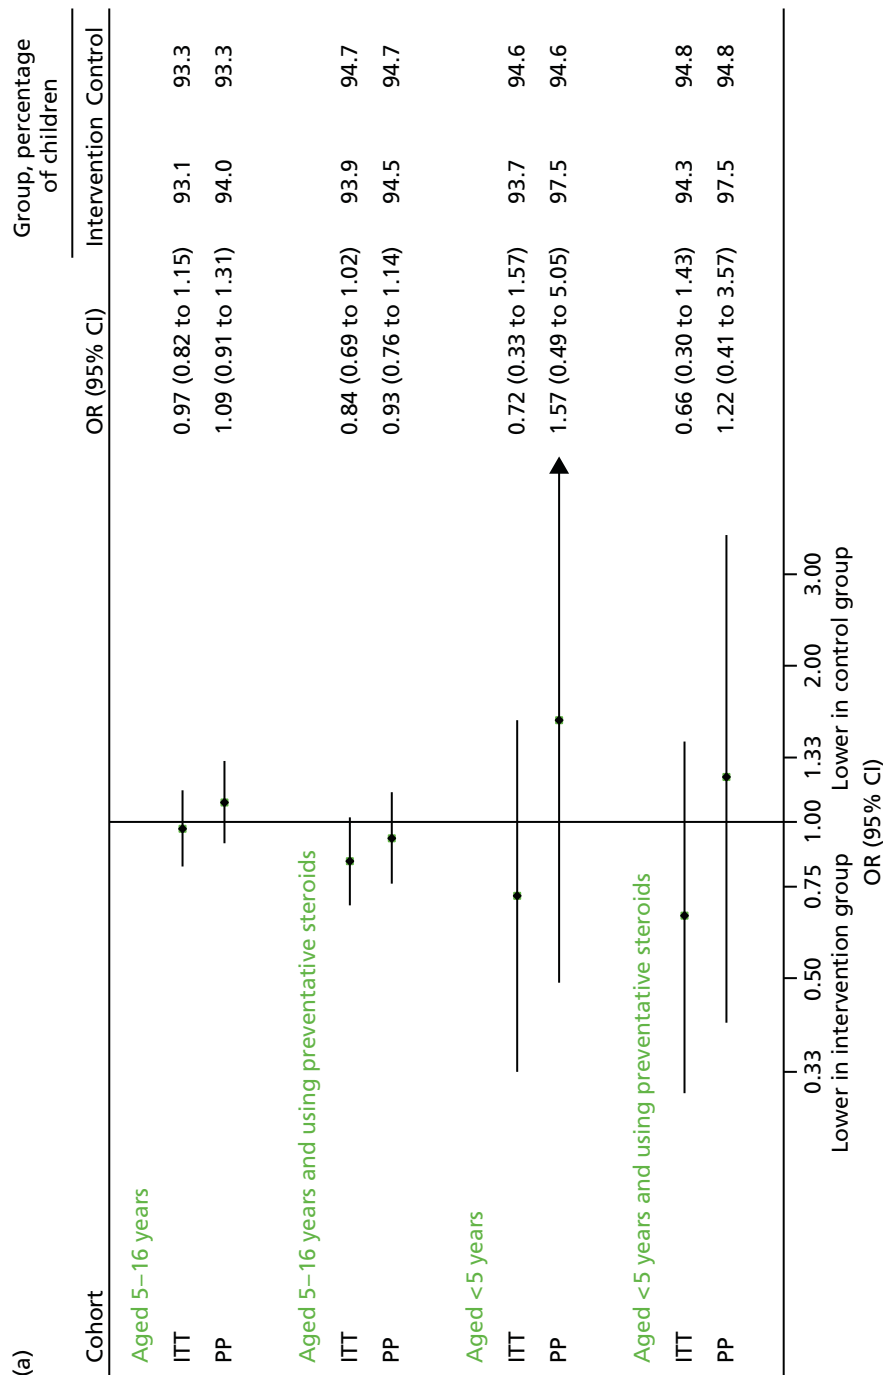 (a)
Group, percentage
of children
Cohort OR (95% CI) Intervention Control
Aged 5–16 years
ITT 0.97 (0.82 to 1.15) 93.1 93.3
PP 1.09 (0.91 to 1.31) 94.0 93.3
Aged 5–16 years and using preventative steroids
ITT 0.84 (0.69 to 1.02) 93.9 94.7
PP 0.93 (0.76 to 1.14) 94.5 94.7
Aged <5 years
ITT 0.72 (0.33 to 1.57) 93.7 94.6
PP 1.57 (0.49 to 5.05) 97.5 94.6
Aged <5 years and using preventative steroids
ITT 0.66 (0.30 to 1.43) 94.3 94.8
PP 1.22 (0.41 to 3.57) 97.5 94.8
0.33 0.50 0.75 1.00 1.33 2.00 3.00
Lower in intervention group Lower in control group
OR (95% CI)